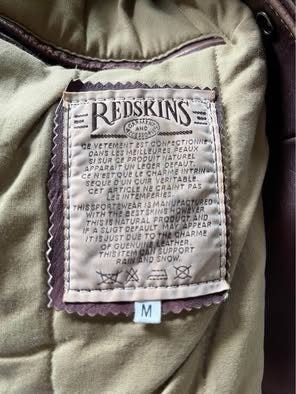 REDSKINS
AND
CE VETEMENT EST CONFECTIONNE
DANS LES MEILLEURES PEAUX
SI SUR CE PRODUIT NATUREL
APPARAIT UN LEGER DEFAUT,
CE N'EST QUE LE CHARME INTRIN-
SEQUE D'UN CUIR VERITABLE
CET ARTICLE NE CRAINT PAS
LES INTEMPERIES
THIS SPORTSWEAR IS MANUFACTURED
WITH THE BEST SKINS HOWEVER
THIS IS NATURAL PRODUCT, AND
IF A SLIGT DEFAULT MAY APPEAR
IT IS JUST DUE TO THE CHARME
OF GUENUINE LEATHER.
THIS ITEM CAN SUPPORT
RAIN AND SNOW.
M